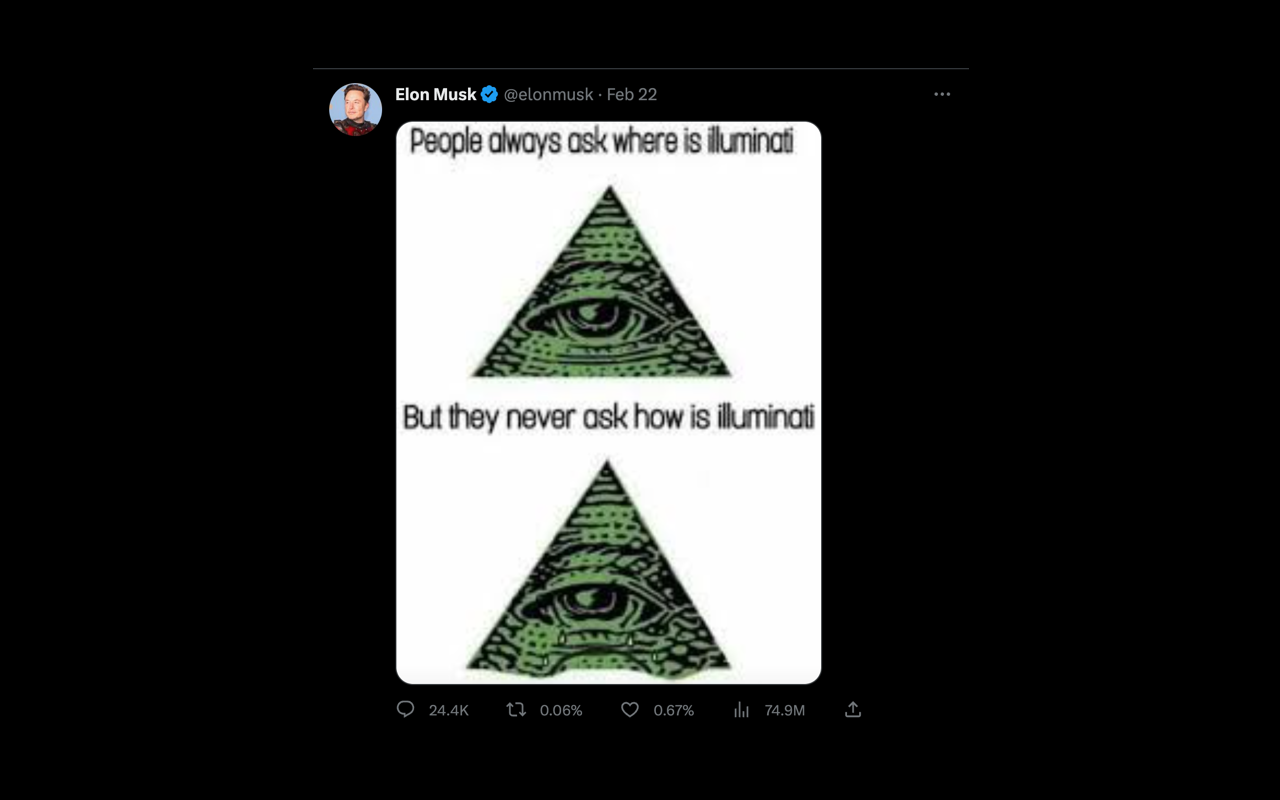 Elon Musk @elonmusk · Feb 22
People always ask where is illuminati
But they never ask how is illuminati
24.4K 0.06% 0.67% 74.9M